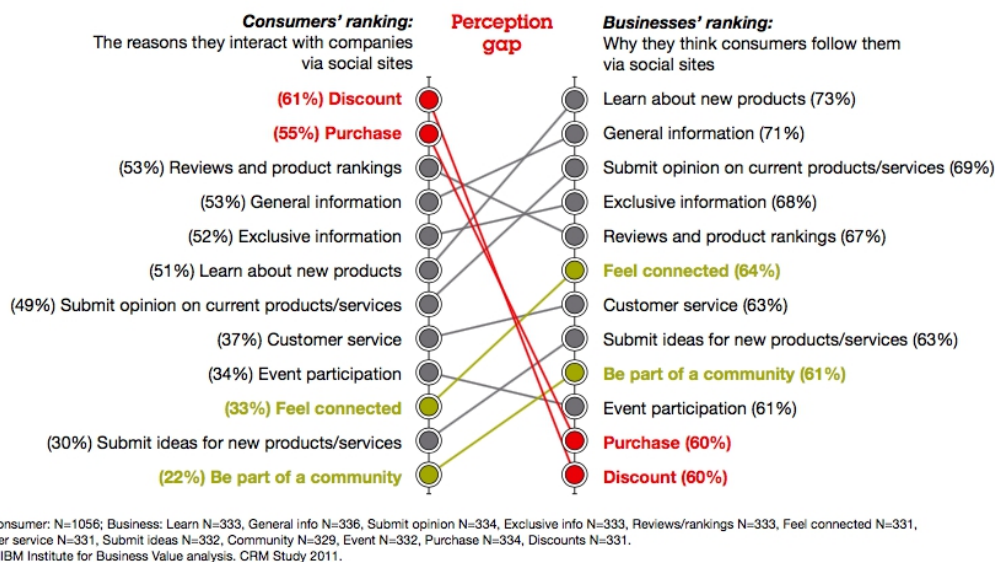 Consumers’ ranking:
The reasons they interact with companies
via social sites
Perception
gap
Businesses’ ranking:
Why they think consumers follow them
via social sites
(61%) Discount
(55%) Purchase
(53%) Reviews and product rankings
(53%) General information
(52%) Exclusive information
(51%) Learn about new products
(49%) Submit opinion on current products/services
(37%) Customer service
(34%) Event participation
(33%) Feel connected
(30%) Submit ideas for new products/services
(22%) Be part of a community
Learn about new products (73%)
General information (71%)
Submit opinion on current products/services (69%)
Exclusive information (68%)
Reviews and product rankings (67%)
Feel connected (64%)
Customer service (63%)
Submit ideas for new products/services (63%)
Be part of a community (61%)
Event participation (61%)
Purchase (60%)
Discount (60%)
onsumer: N=1056; Business: Learn N=333, General info N=336, Submit opinion N=334, Exclusive info N=333, Reviews/rankings N=333, Feel connected N=331,
er service N=331, Submit ideas N=332, Community N=329, Event N=332, Purchase N=334, Discounts N=331.
IBM Institute for Business Value analysis. CRM Study 2011.